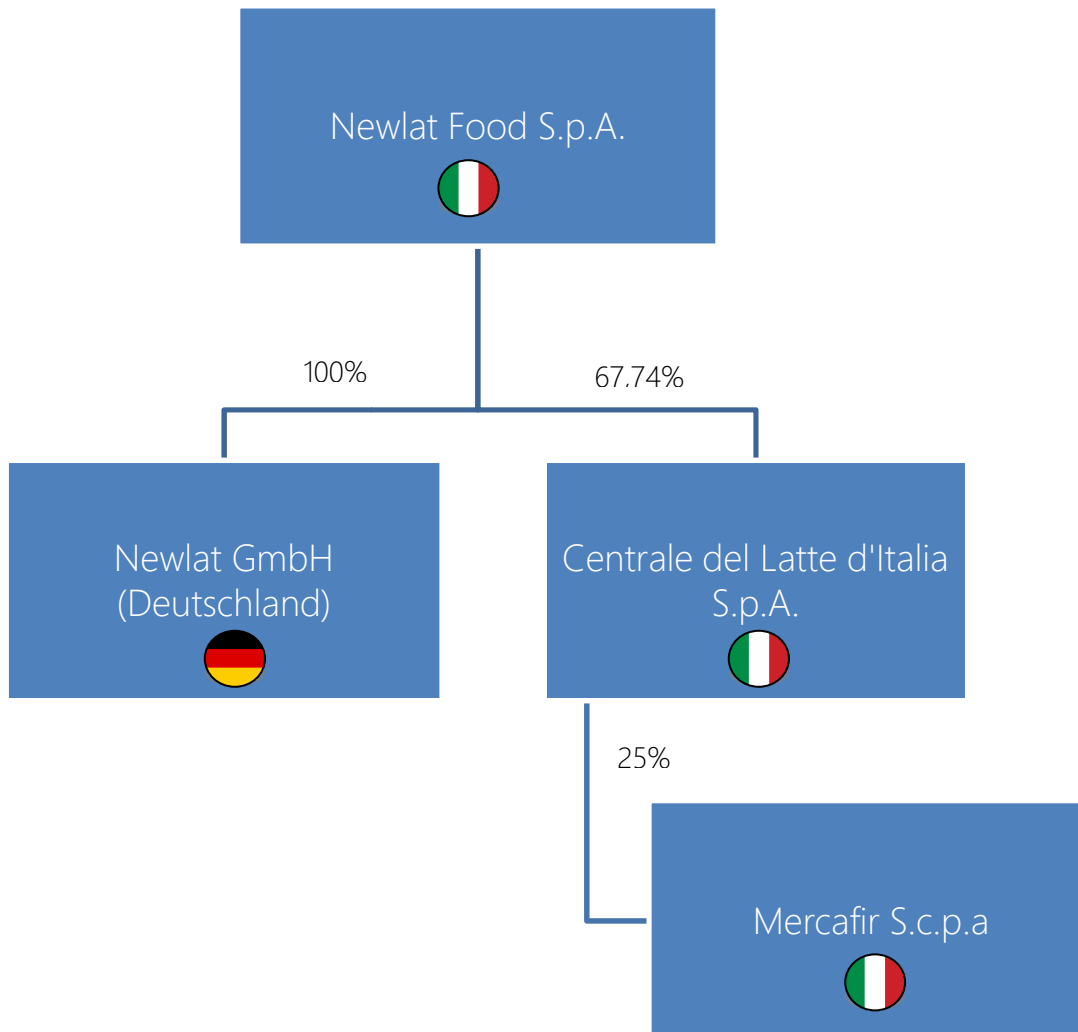 Newlat Food S.p.A.
100%
67.74%
Newlat GmbH
(Deutschland)
Centrale del Latte d'Italia
S.p.A.
25%
Mercafir S.c.p.a